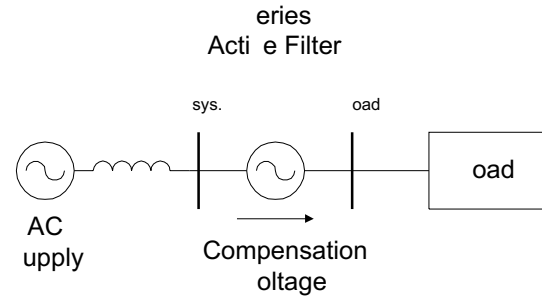 eries
Acti e Filter
sys.
oad
oad
AC
upply
Compensation
oltage